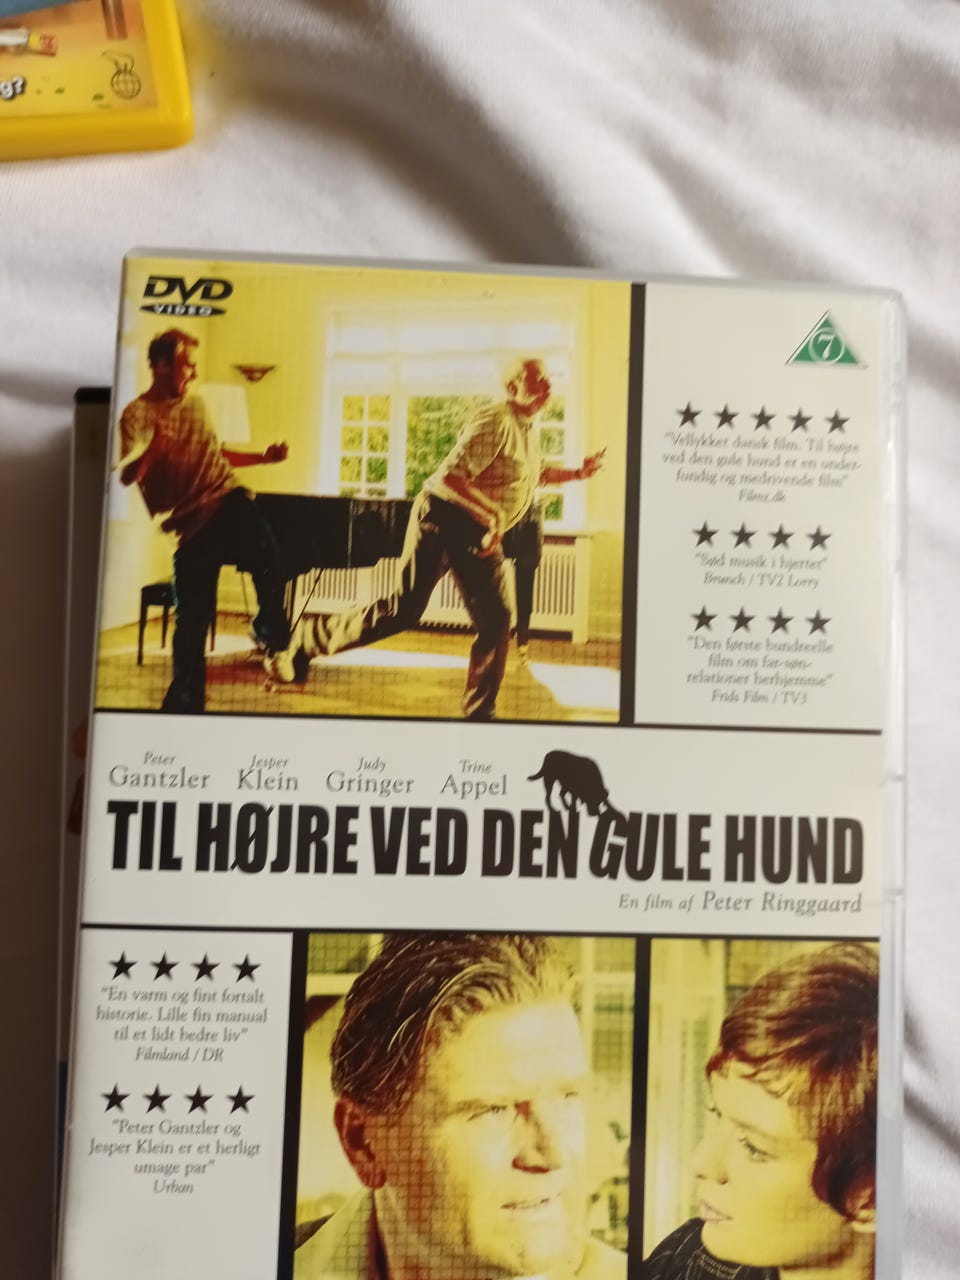 g?
DVD
VIDEO
7
"Vellykket dansk film. Til højre
ved den gule hund er en under-
fundig og medrivende film"
Filmz.dk
"Sød musik i hjertet"
Brunch / TV2 Lorry
"Den første hundreelle
film om far-søn-
relationer herhjemme"
Frids Film / TV3
Peter
Gantzler
Jesper
Klein
Judy
Gringer
Trine
Appel
TIL HØJRE VED DEN GULE HUND
En film af Peter Ringgaard
"En varm og fint fortalt
historie. Lille fin manual
til et lidt bedre liv"
Filmland / DR
"Peter Gantzler og
Jesper Klein er et herligt
umage par"
Urban